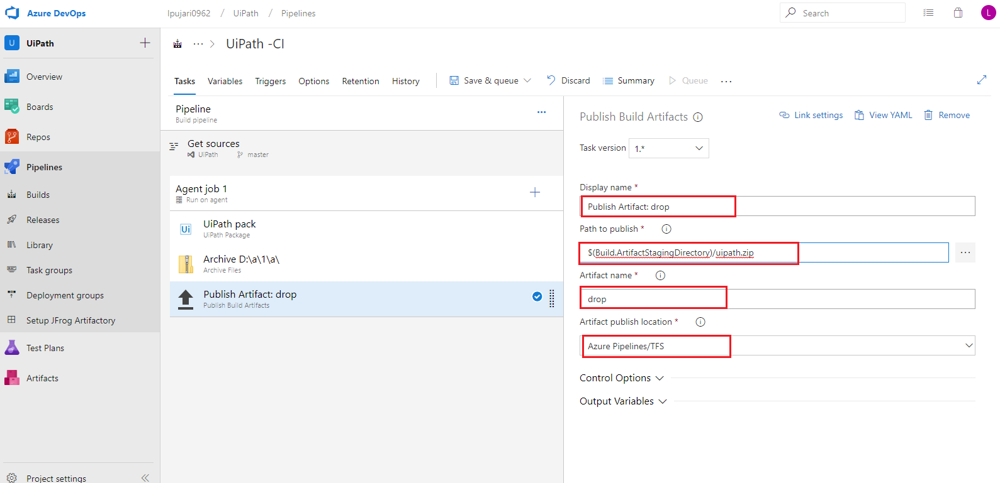 Azure DevOps
lpujari0962 / UiPath / Pipelines
Search
L
U UiPath
Overview
Boards
Repos
Pipelines
Builds
Releases
Library
Task groups
Deployment groups
Setup JFrog Artifactory
Test Plans
Artifacts
Project settings
··· > UiPath -CI
Tasks Variables Triggers Options Retention History Save & queue Discard Summary Queue ···
Pipeline
Build pipeline
Get sources
UiPath master
Agent job 1
Run on agent
Ui
UiPath pack
UiPath Package
Archive D:\a\1\a\
Archive Files
Publish Artifact: drop
Publish Build Artifacts
Publish Build Artifacts
Link settings View YAML Remove
Task version 1.*
Display name *
Publish Artifact: drop
Path to publish *
$(Build.ArtifactStagingDirectory)/uipath.zip
Artifact name *
drop
Artifact publish location *
Azure Pipelines/TFS
Control Options
Output Variables